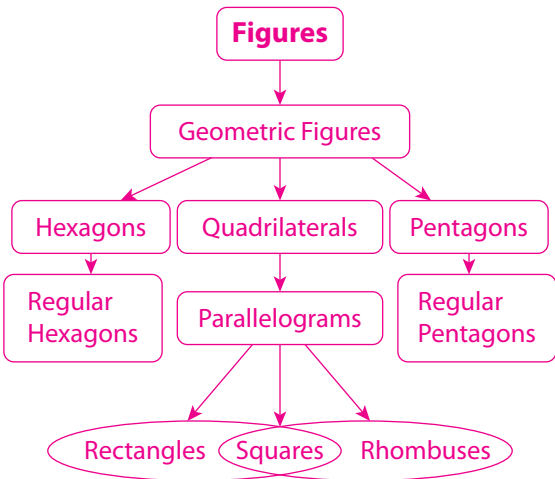 Figures
Geometric Figures
Hexagons
Quadrilaterals
Pentagons
Regular
Hexagons
Parallelograms
Regular
Pentagons
Rectangles
Squares
Rhombuses